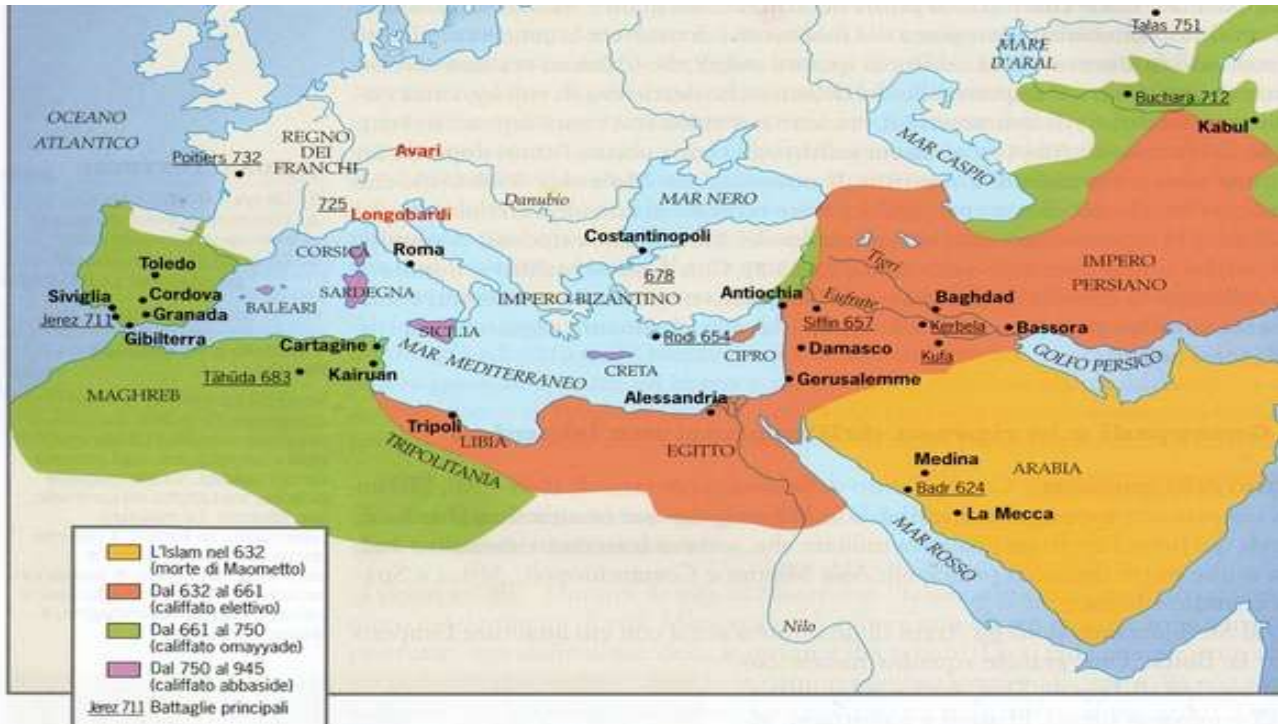 Talas 751
MARE
D'ARAL
Buchara 712
Kabul
OCEANO
ATLANTICO
REGNO
DEI
FRANCHI
Avari
Poitiers 732
MAR CASPIO
725
Longobardi
Danubio
MAR NERO
CORSICA
Roma
Costantinopoli
678
Toledo
Cordova
Granada
Siviglia
Jerez 711
Gibilterra
BALEARI
SARDEGNA
IMPERO BIZANTINO
Antiochia
Tigri
Eufrate
IMPERO
PERSIANO
Baghdad
Siffin 657
Kerbela
Bassora
SICILIA
Rodi 654
CIPRO
Damasco
Kufa
GOLFO PERSICO
Cartagine
MAR MEDITERRANEO
CRETA
Kairuan
Tāhūda 683
Gerusalemme
MAGHREB
Alessandria
Tripoli
LIBIA
TRIPOLITANIA
EGITTO
Medina
ARABIA
Badr 624
La Mecca
MAR ROSSO
Nilo
L'Islam nel 632
(morte di Maometto)
Dal 632 al 661
(califfato elettivo)
Dal 661 al 750
(califfato omayyade)
Dal 750 al 945
(califfato abbaside)
Jerez 711 Battaglie principali